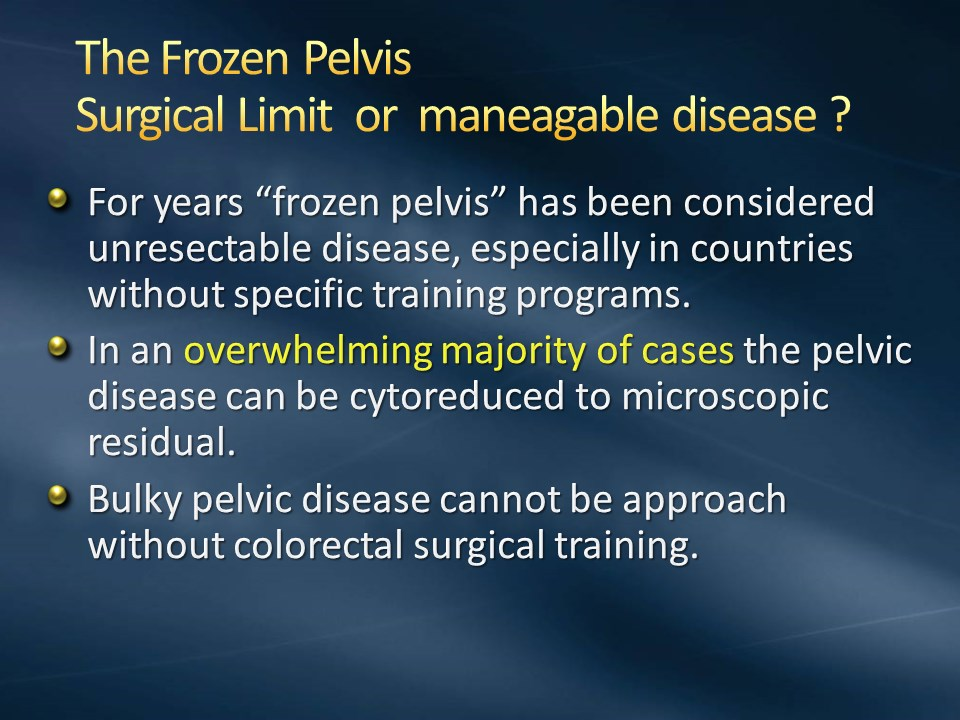 The Frozen Pelvis
Surgical Limit or maneagable disease ?
For years “frozen pelvis” has been considered
unresectable disease, especially in countries
without specific training programs.
In an overwhelming majority of cases the pelvic
disease can be cytoreduced to microscopic
residual.
Bulky pelvic disease cannot be approach
without colorectal surgical training.